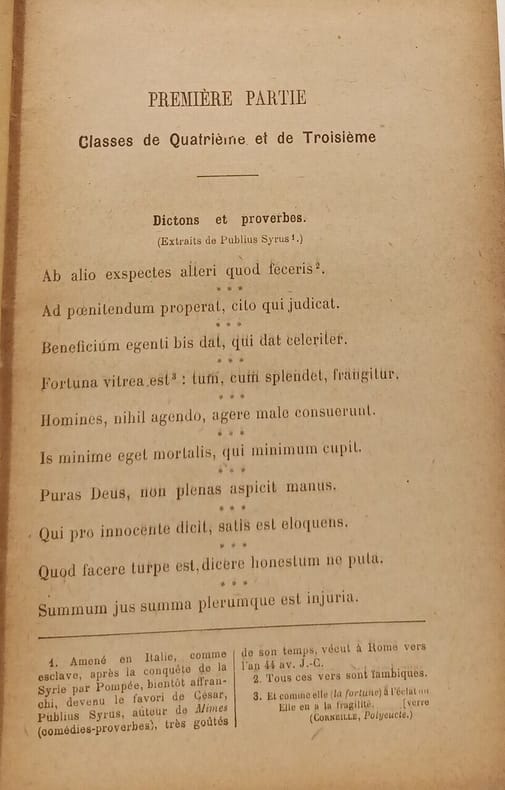 PREMIÈRE PARTIE
Classes de Quatrième et de Troisième
Dictons et proverbes.
(Extraits de Publius Syrus¹.)
Ab alio exspectes alteri quod feceris².
* * *
Ad pœnitendum properat, cito qui judicat.
* * *
Beneficium egenti bis dat, qui dat celeriter.
* * *
Fortuna vitrea est³ : tum, cum splendet, frangitur.
* * *
Homines, nihil agendo, agere male consuerunt.
* * *
Is minime eget mortalis, qui minimum cupit.
* * *
Puras Deus, non plenas aspicit manus.
* * *
Qui pro innocente dicit, satis est eloquens.
* * *
Quod facere turpe est, dicere honestum ne puta.
* * *
Summum jus summa plerumque est injuria.
1. Amené en Italie, comme
esclave, après la conquête de la
Syrie par Pompée, bientôt affran-
chi, devenu le favori de César,
Publius Syrus, auteur de Mimes
(comédies-proverbes), très goûtés
de son temps, vécut à Rome vers
l'an 44 av. J.-C.
2. Tous ces vers sont ïambiques.
3. Et comme elle (la fortune) a l'éclat du
Elle en a la fragilité. [verre
(CORNEILLE, Polyeucte.)